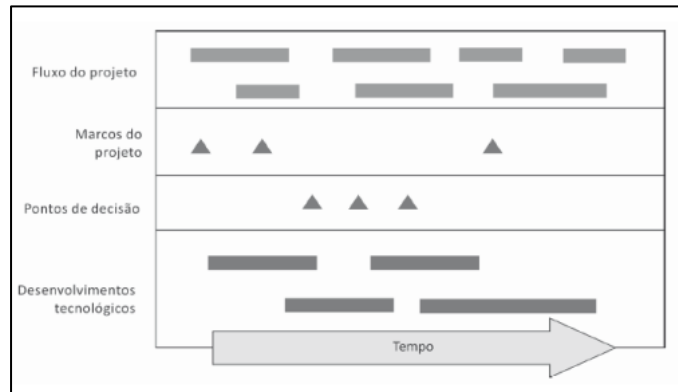 Fluxo do projeto
Marcos do
projeto
Pontos de decisão
Desenvolvimentos
tecnológicos
Tempo